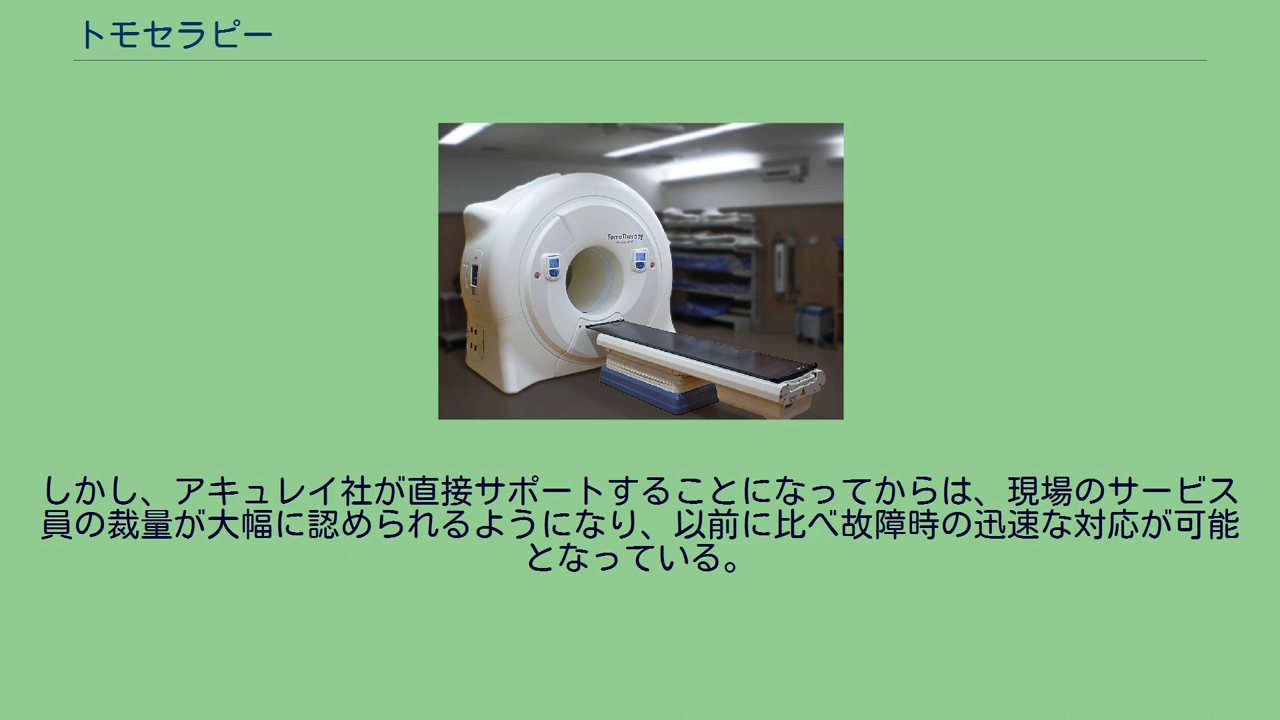 トモセラピー
TomoTherapy
しかし、アキュレイ社が直接サポートすることになってからは、現場のサービス
員の裁量が大幅に認められるようになり、以前に比べ故障時の迅速な対応が可能
となっている。